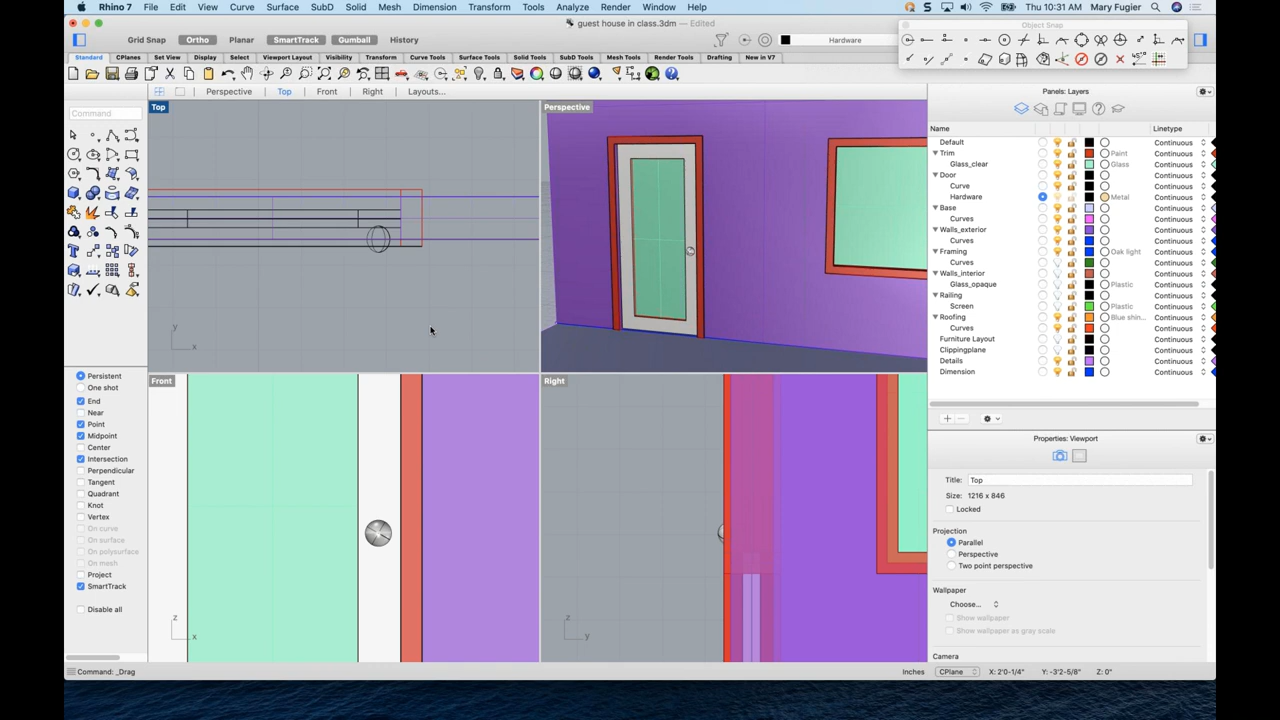 Rhino 7 File Edit View Curve Surface SubD Solid Mesh Dimension Transform Tools Analyze Render Window Help Thu 10:31 AM Mary Fugier
guest house in class.3dm — Edited
Object Snap
Grid Snap Ortho Planar SmartTrack Gumball History Hardware
Standard CPlanes Set View Display Select Viewport Layout Visibility Transform Curve Tools Surface Tools Solid Tools SubD Tools Mesh Tools Render Tools Drafting New in V7
Perspective Top Front Right Layouts...
Panels: Layers
Command
Top
Perspective
Front
Right
y
x
z
x
z
y
Name Linetype
Default Continuous
Trim Paint Continuous
Glass_clear Glass Continuous
Door Continuous
Curve Continuous
Hardware Metal Continuous
Base Continuous
Curves Continuous
Walls_exterior Continuous
Curves Continuous
Framing Oak light Continuous
Curves Continuous
Walls_interior Continuous
Glass_opaque Plastic Continuous
Railing Continuous
Screen Plastic Continuous
Roofing Blue shin... Continuous
Curves Continuous
Furniture Layout Continuous
Clippingplane Continuous
Details Continuous
Dimension Continuous
Persistent
One shot
End
Near
Point
Midpoint
Center
Intersection
Perpendicular
Tangent
Quadrant
Knot
Vertex
On curve
On surface
On polysurface
On mesh
Project
SmartTrack
Disable all
Properties: Viewport
Title: Top
Size: 1216 x 846
Locked
Projection
Parallel
Perspective
Two point perspective
Wallpaper
Choose...
Show wallpaper
Show wallpaper as gray scale
Camera
Command: _Drag Inches CPlane X: 2'0-1/4" Y: -3'2-5/8" Z: 0"